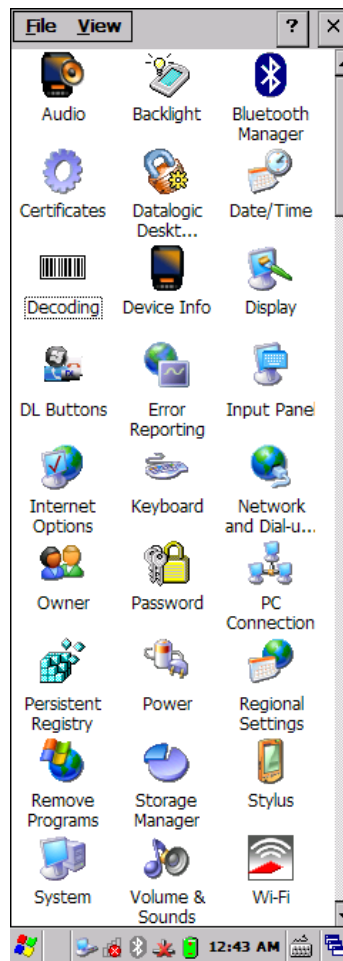 File View ? ×
Audio Backlight Bluetooth
Manager
Certificates Datalogic Date/Time
Deskt...
Decoding Device Info Display
DL Buttons Error Input Panel
Reporting
Internet Keyboard Network
Options and Dial-u...
Owner Password PC
Connection
Persistent Power Regional
Registry Settings
Remove Storage Stylus
Programs Manager
System Volume & Wi-Fi
Sounds
12:43 AM